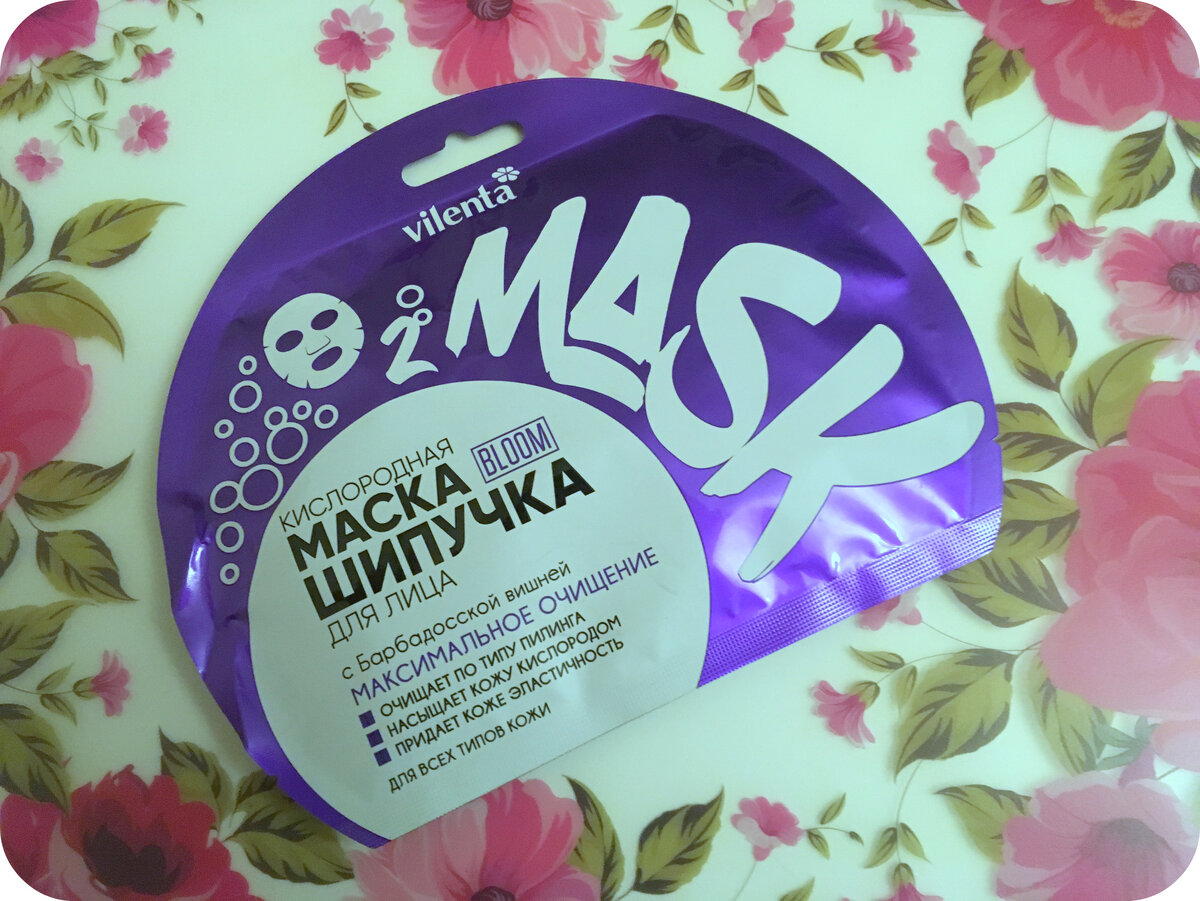 vilenta
O2 MASK
КИСЛОРОДНАЯ
МАСКА BLOOM
ШИПУЧКА
ДЛЯ ЛИЦА
с Барбадосской вишней
МАКСИМАЛЬНОЕ ОЧИЩЕНИЕ
ОЧИЩАЕТ ПО ТИПУ ПИЛИНГА
НАСЫЩАЕТ КОЖУ КИСЛОРОДОМ
ПРИДАЕТ КОЖЕ ЭЛАСТИЧНОСТЬ
ДЛЯ ВСЕХ ТИПОВ КОЖИ